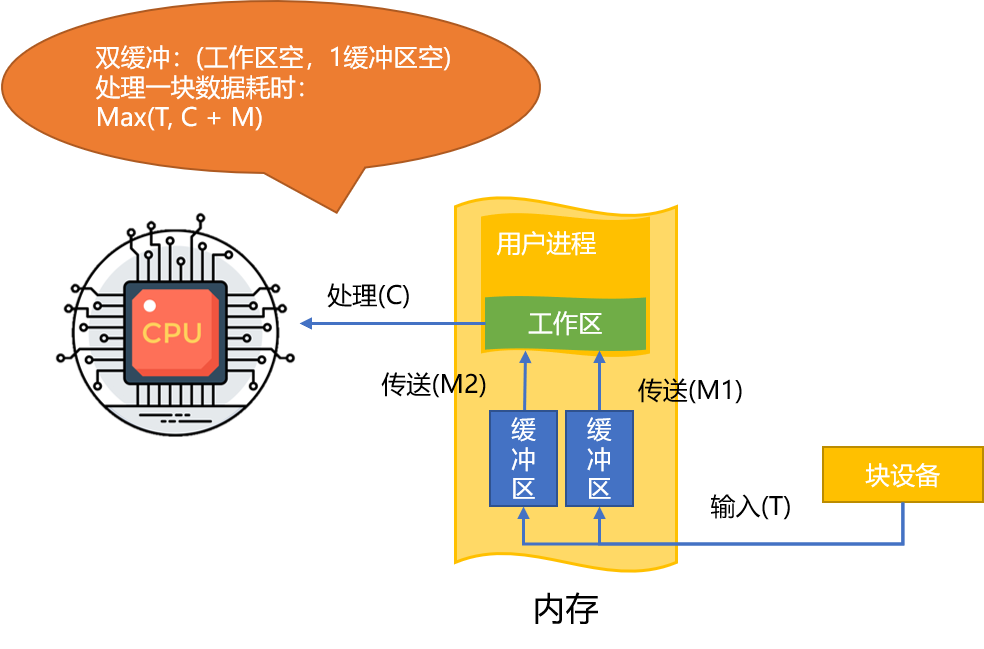 双缓冲：(工作区空，1缓冲区空)
处理一块数据耗时：
Max(T, C + M)
用户进程
处理(C)
工作区
CPU
传送(M2)
传送(M1)
缓冲区
缓冲区
块设备
输入(T)
内存